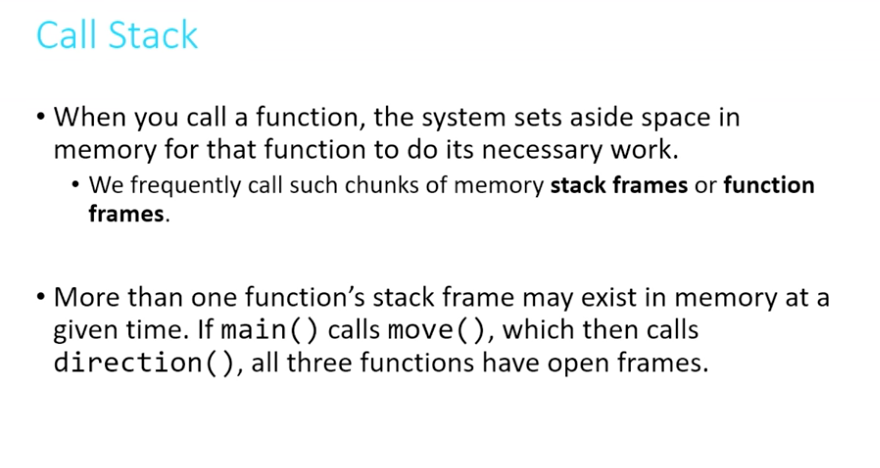 Call Stack
• When you call a function, the system sets aside space in
memory for that function to do its necessary work.
• We frequently call such chunks of memory stack frames or function
frames.
• More than one function’s stack frame may exist in memory at a
given time. If main() calls move(), which then calls
direction(), all three functions have open frames.